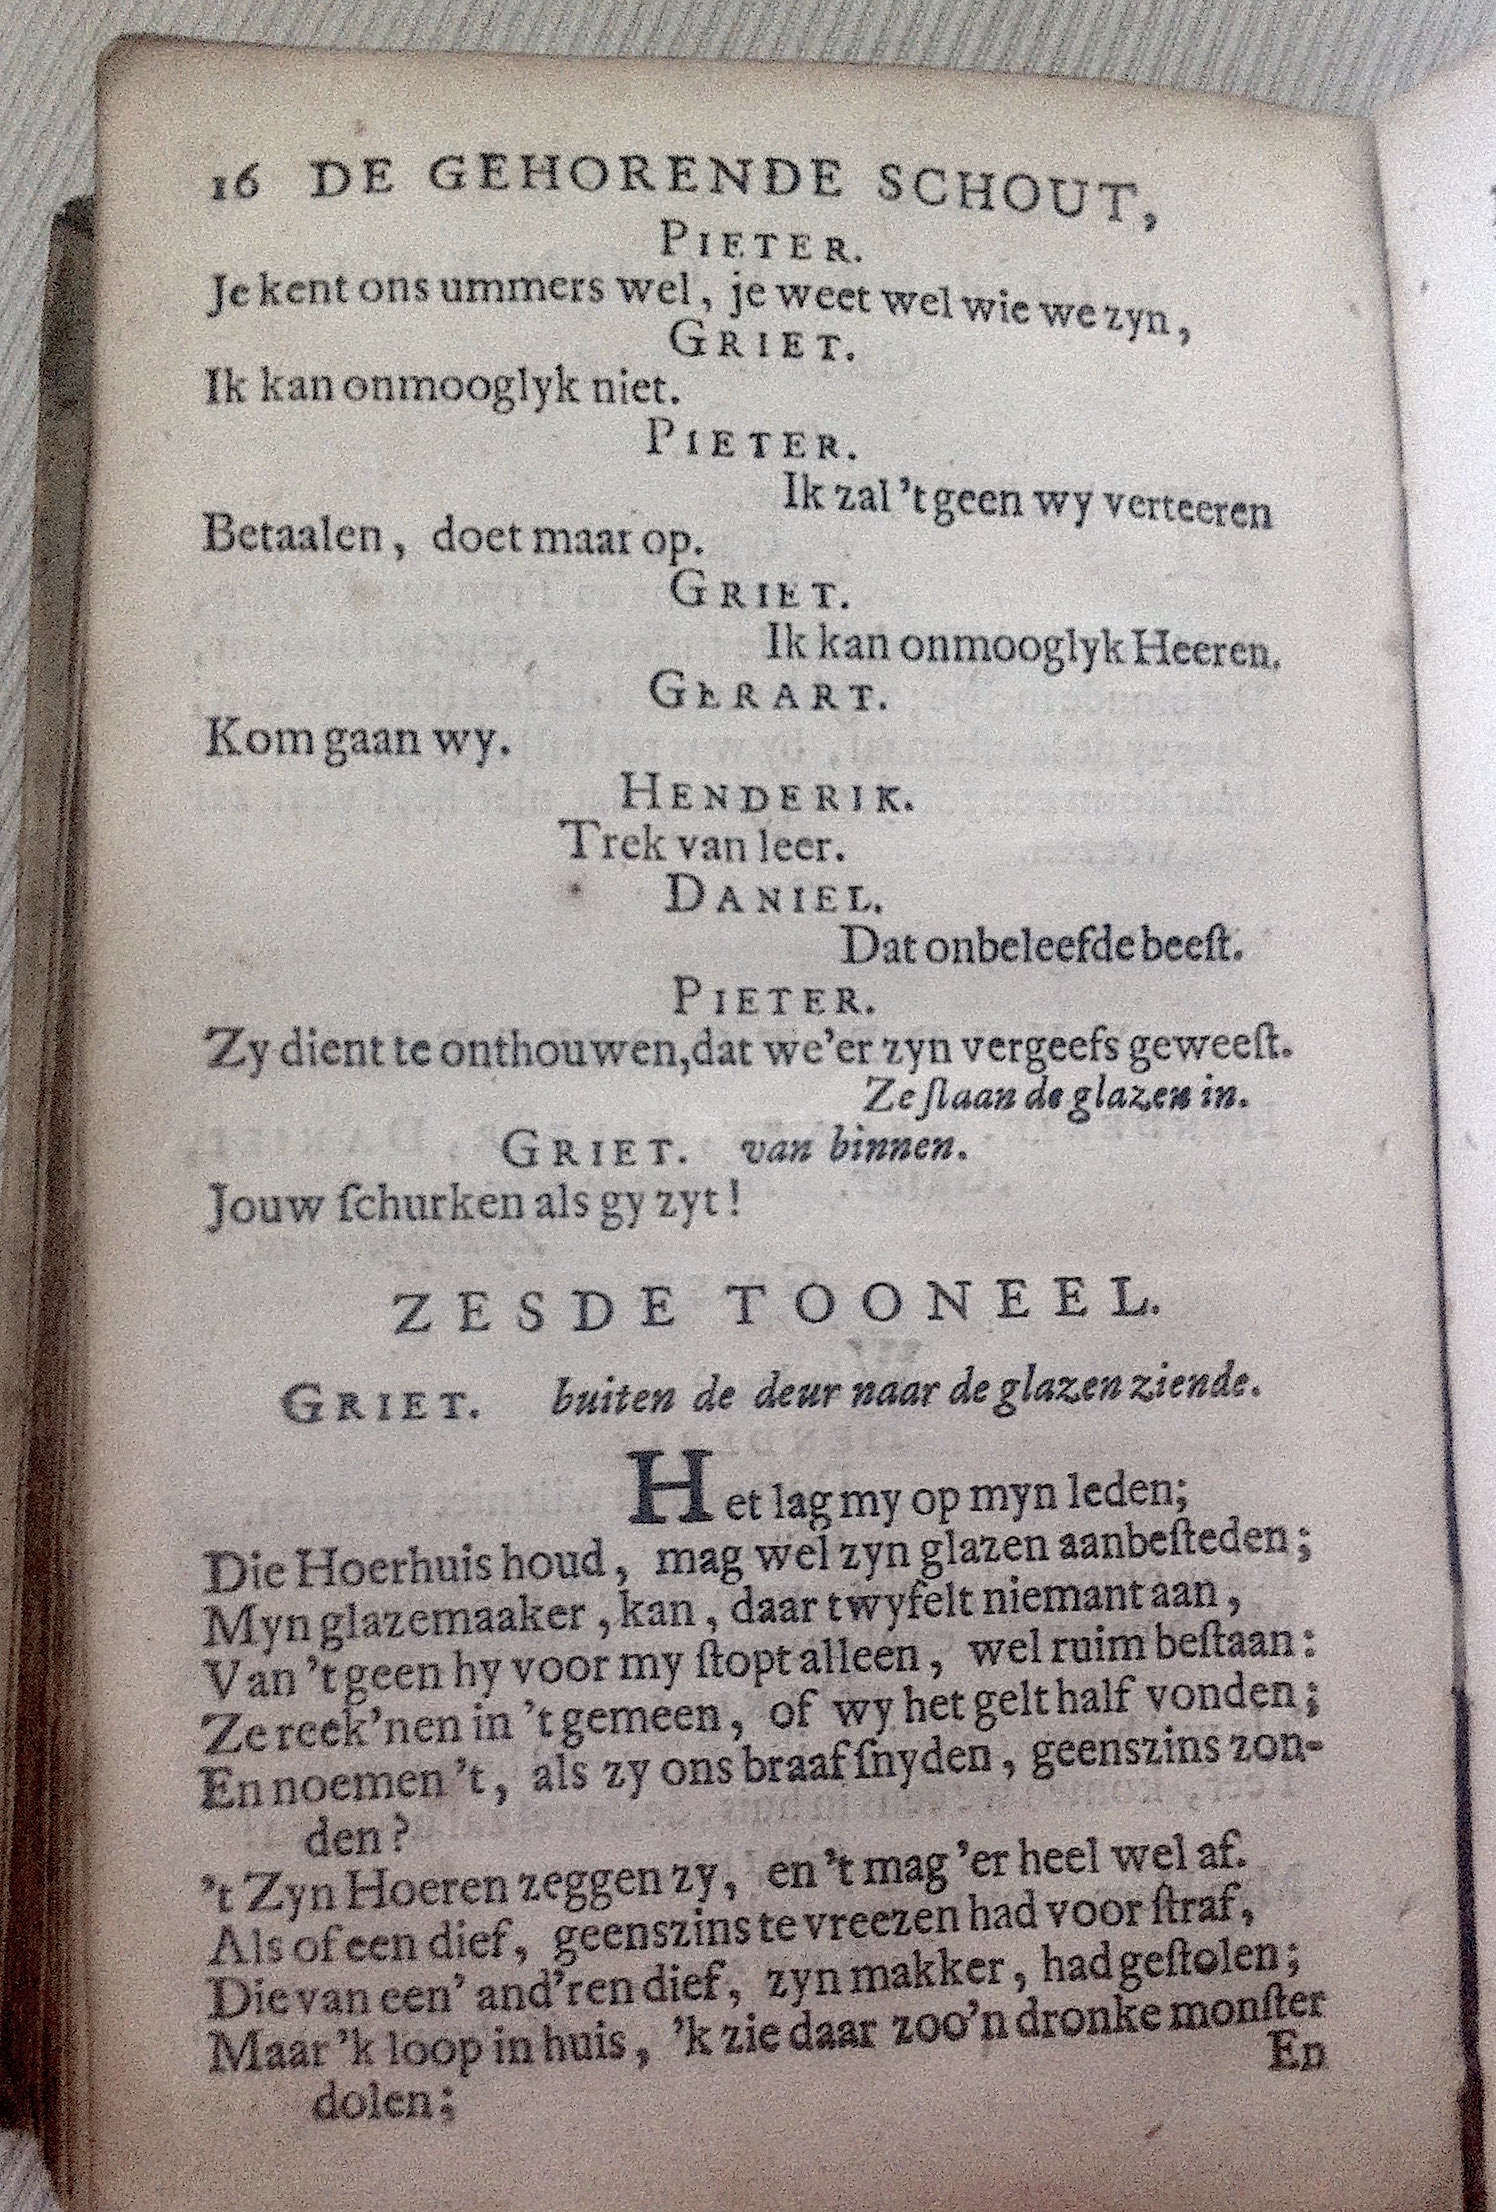 16 DE GEHORENDE SCHOUT,
PIETER.
Je kent ons ummers wel, je weet wel wie we zyn,
GRIET.
Ik kan onmooglyk niet.
PIETER.
Ik zal 't geen wy verteeren
Betaalen, doet maar op.
GRIET.
Ik kan onmooglyk Heeren.
GERART.
Kom gaan wy.
HENDERIK.
Trek van leer.
DANIEL.
Dat onbeleefde beeſt.
PIETER.
Zy dient te onthouwen, dat we'er zyn vergeefs geweeſt.
Ze ſlaan de glazen in.
GRIET. van binnen.
Jouw ſchurken als gy zyt!
ZESDE TOONEEL.
GRIET. buiten de deur naar de glazen ziende.
Het lag my op myn leden;
Die Hoerhuis houd, mag wel zyn glazen aanbeſteden;
Myn glazemaaker, kan, daar twyfelt niemant aan,
Van 't geen hy voor my ſtopt alleen, wel ruim beſtaan:
Ze reek'nen in 't gemeen, of wy het gelt half vonden;
En noemen 't, als zy ons braaf ſnyden, geenszins zon-
den?
't Zyn Hoeren zeggen zy, en 't mag 'er heel wel af.
Als of een dief, geenszins te vreezen had voor ſtraf,
Die van een' and'ren dief, zyn makker, had geſtolen;
Maar 'k loop in huis, 'k zie daar zoo'n dronke monſter
dolen;
En